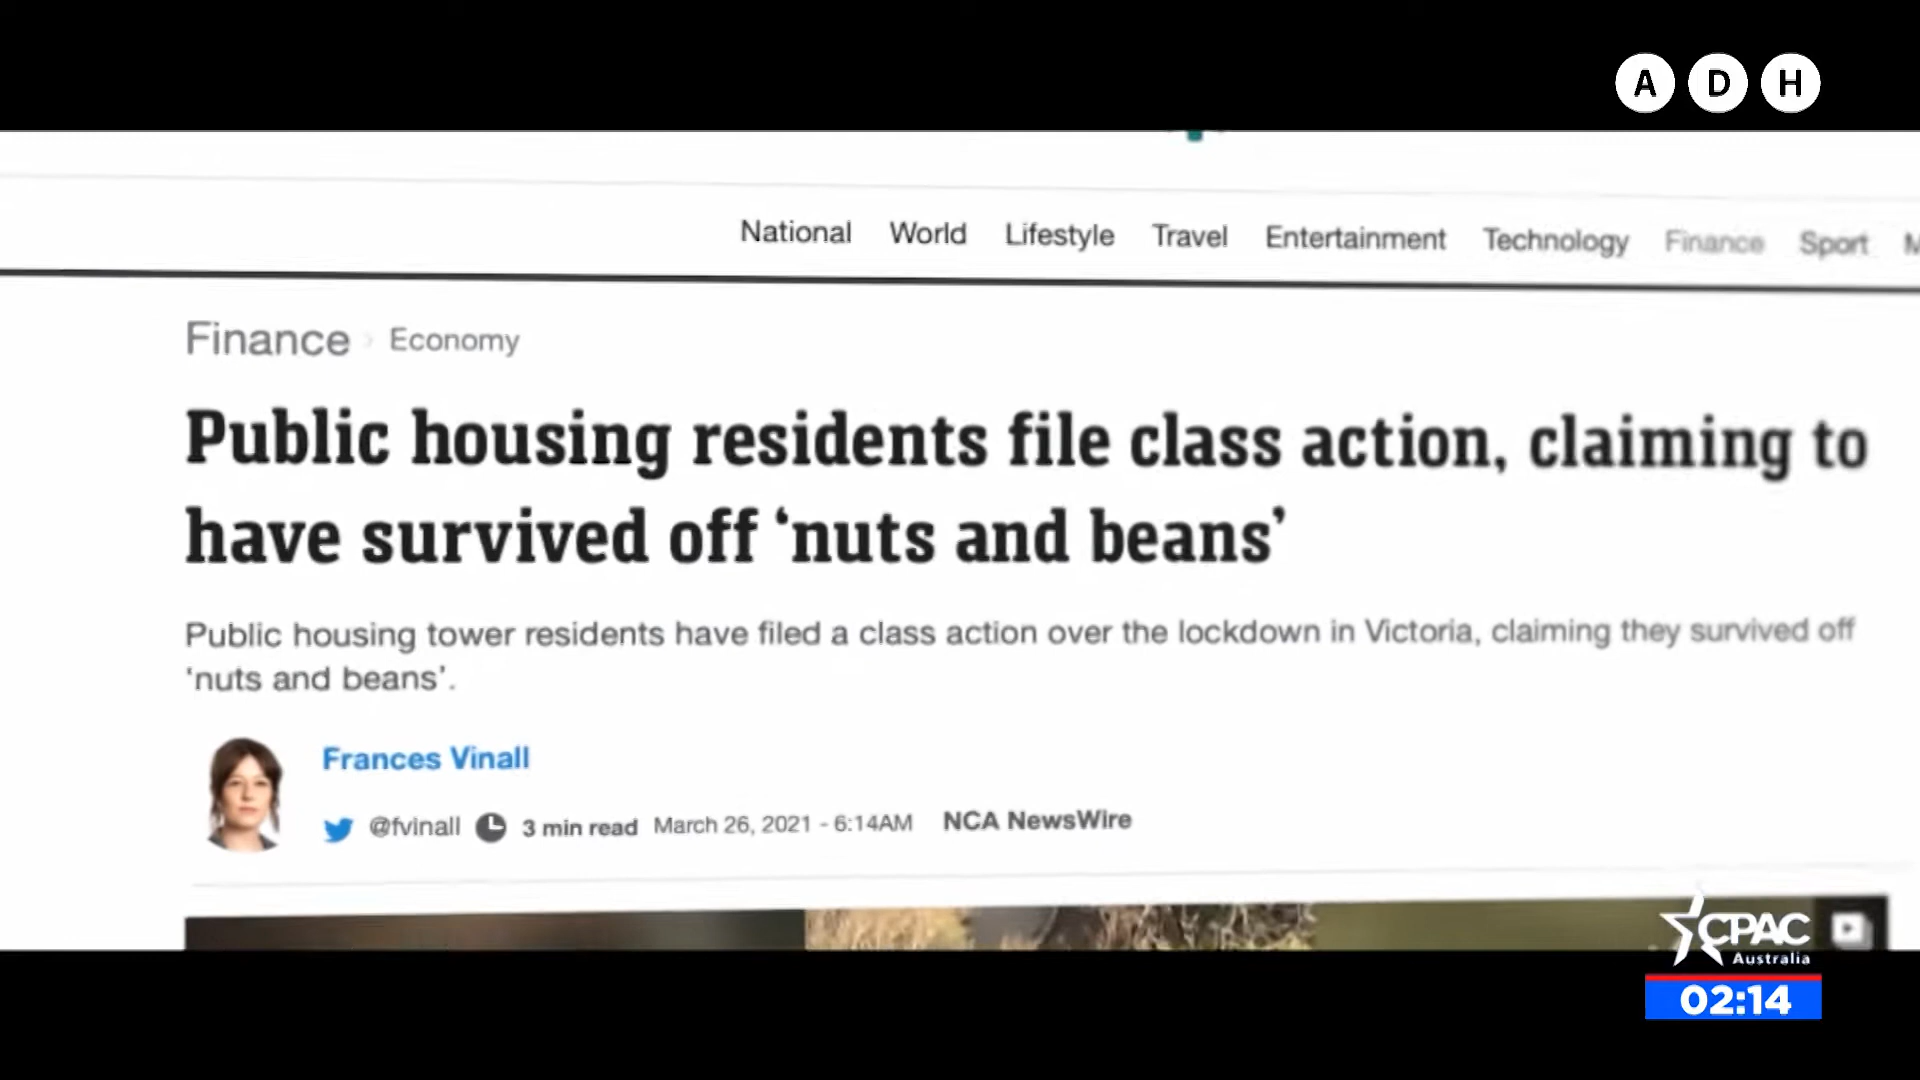 A D H
National World Lifestyle Travel Entertainment Technology Finance Sport M
Finance › Economy
Public housing residents file class action, claiming to
have survived off ‘nuts and beans’
Public housing tower residents have filed a class action over the lockdown in Victoria, claiming they survived off
‘nuts and beans’.
Frances Vinall
@fvinall 3 min read March 26, 2021 - 6:14AM NCA NewsWire
CPAC
Australia
02:14